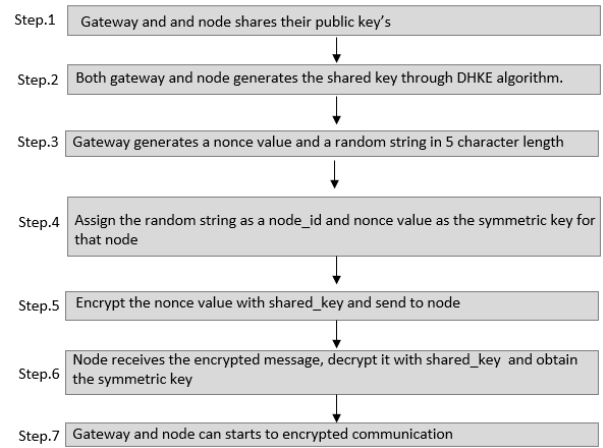 Step.1 Gateway and and node shares their public key's
Step.2 Both gateway and node generates the shared key through DHKE algorithm.
Step.3 Gateway generates a nonce value and a random string in 5 character length
Step.4 Assign the random string as a node_id and nonce value as the symmetric key for
that node
Step.5 Encrypt the nonce value with shared_key and send to node
Step.6 Node receives the encrypted message, decrypt it with shared_key and obtain
the symmetric key
Step.7 Gateway and node can starts to encrypted communication